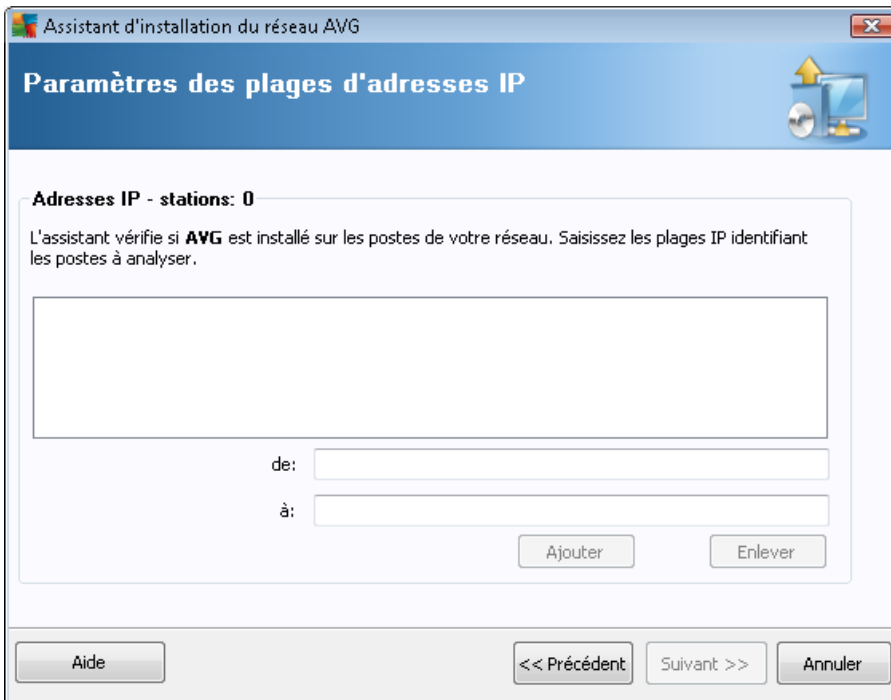 Assistant d'installation du réseau AVG
Paramètres des plages d'adresses IP
Adresses IP - stations: 0
L'assistant vérifie si AVG est installé sur les postes de votre réseau. Saisissez les plages IP identifiant
les postes à analyser.
de:
à:
Ajouter
Enlever
Aide
<< Précédent
Suivant >>
Annuler